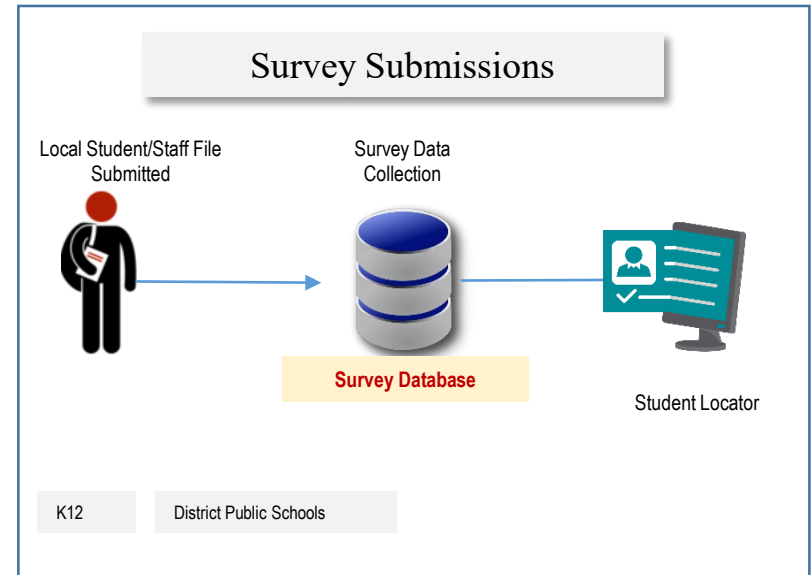 Survey Submissions
Local Student/Staff File
Submitted
Survey Data
Collection
Survey Database
Student Locator
K12
District Public Schools